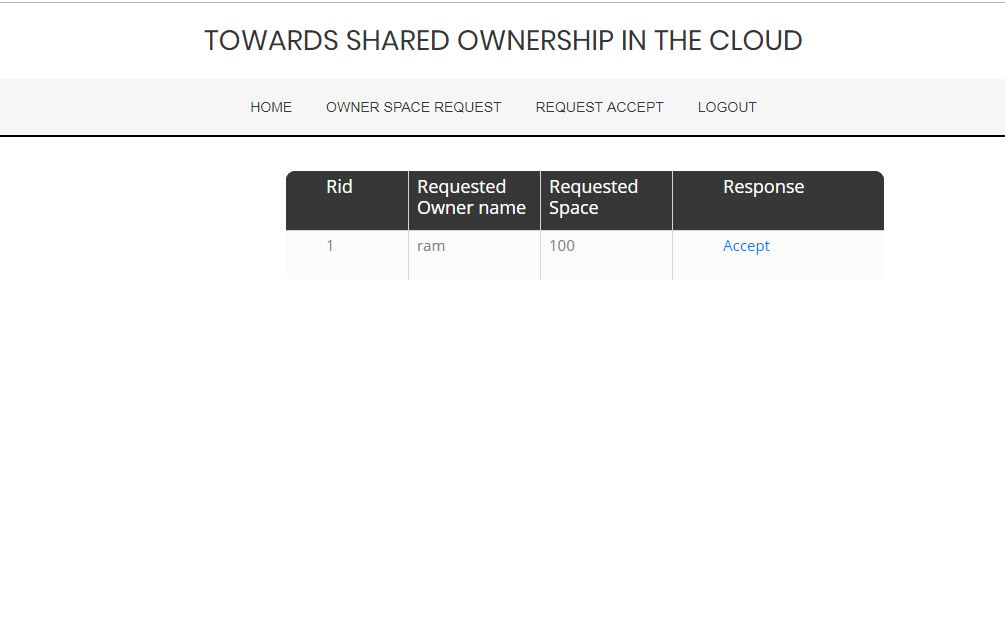 TOWARDS SHARED OWNERSHIP IN THE CLOUD
HOME OWNER SPACE REQUEST REQUEST ACCEPT LOGOUT
Rid Requested Owner name Requested Space Response
1 ram 100 Accept